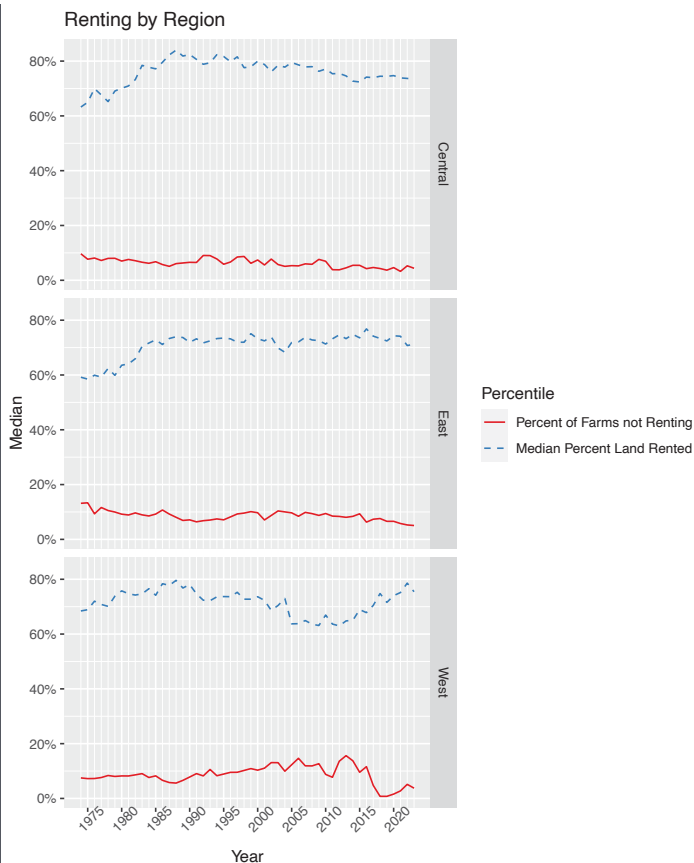 Renting by Region
80%
60%
40%
20%
0%
Central
80%
60%
40%
20%
0%
East
80%
60%
40%
20%
0%
West
Median
1975 1980 1985 1990 1995 2000 2005 2010 2015 2020
Year
Percentile
Percent of Farms not Renting
Median Percent Land Rented